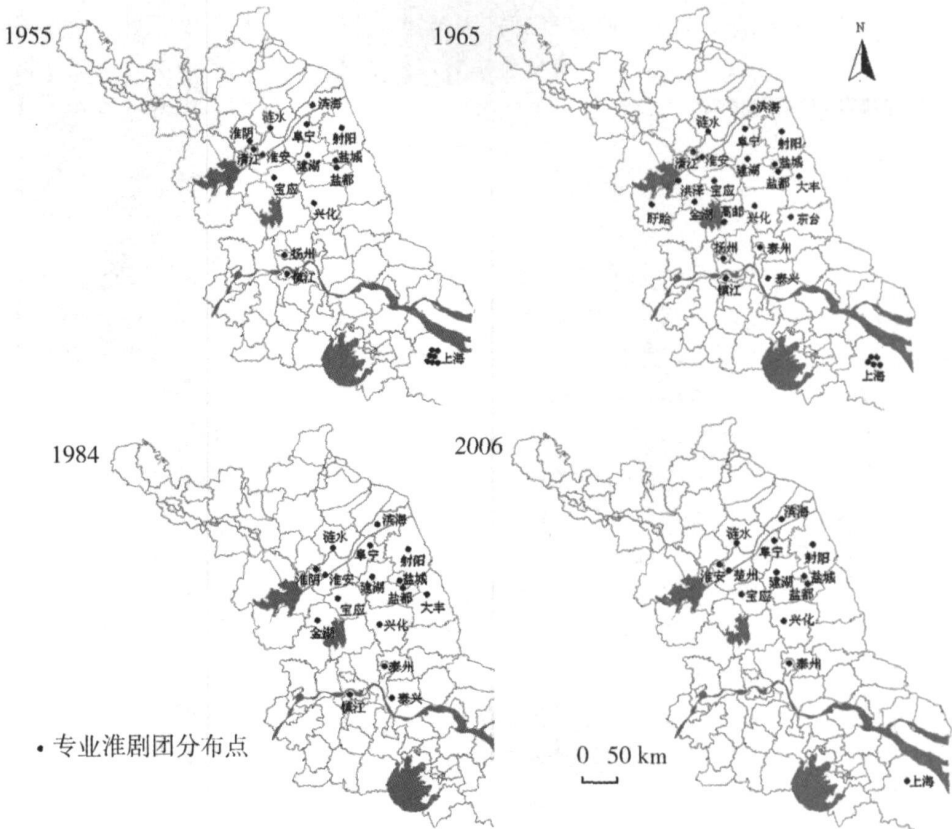 1955
滨海
涟水
淮阴
阜宁
射阳
清江
淮安
建湖
盐城
盐都
宝应
兴化
扬州
镇江
上海
1965
N
滨海
涟水
阜宁
射阳
清江
淮安
建湖
盐城
盐都
大丰
洪泽
宝应
盱眙
金湖
高邮
兴化
东台
扬州
泰州
镇江
泰兴
上海
1984
滨海
涟水
阜宁
射阳
淮阴
淮安
建湖
盐城
盐都
大丰
宝应
金湖
兴化
泰州
镇江
泰兴
• 专业淮剧团分布点
2006
滨海
涟水
阜宁
射阳
淮安
楚州
建湖
盐城
盐都
宝应
兴化
泰州
0 50 km
上海